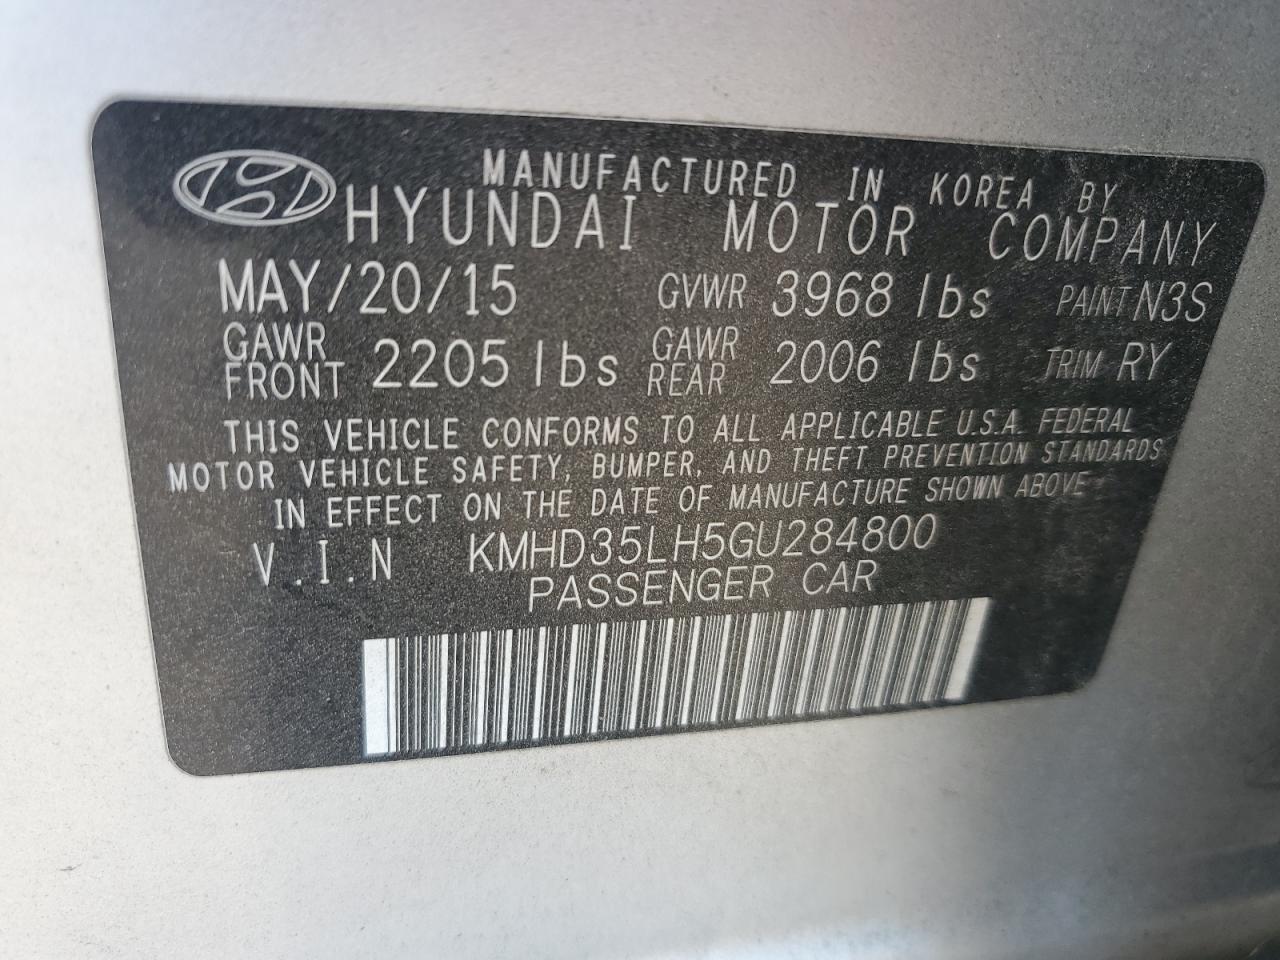 MANUFACTURED IN KOREA BY
HYUNDAI MOTOR COMPANY
MAY/20/15 GVWR 3968 lbs PAINT N3S
GAWR FRONT 2205 lbs GAWR REAR 2006 lbs TRIM RY
THIS VEHICLE CONFORMS TO ALL APPLICABLE U.S.A. FEDERAL
MOTOR VEHICLE SAFETY, BUMPER, AND THEFT PREVENTION STANDARDS
IN EFFECT ON THE DATE OF MANUFACTURE SHOWN ABOVE
V.I.N KMHD35LH5GU284800
PASSENGER CAR